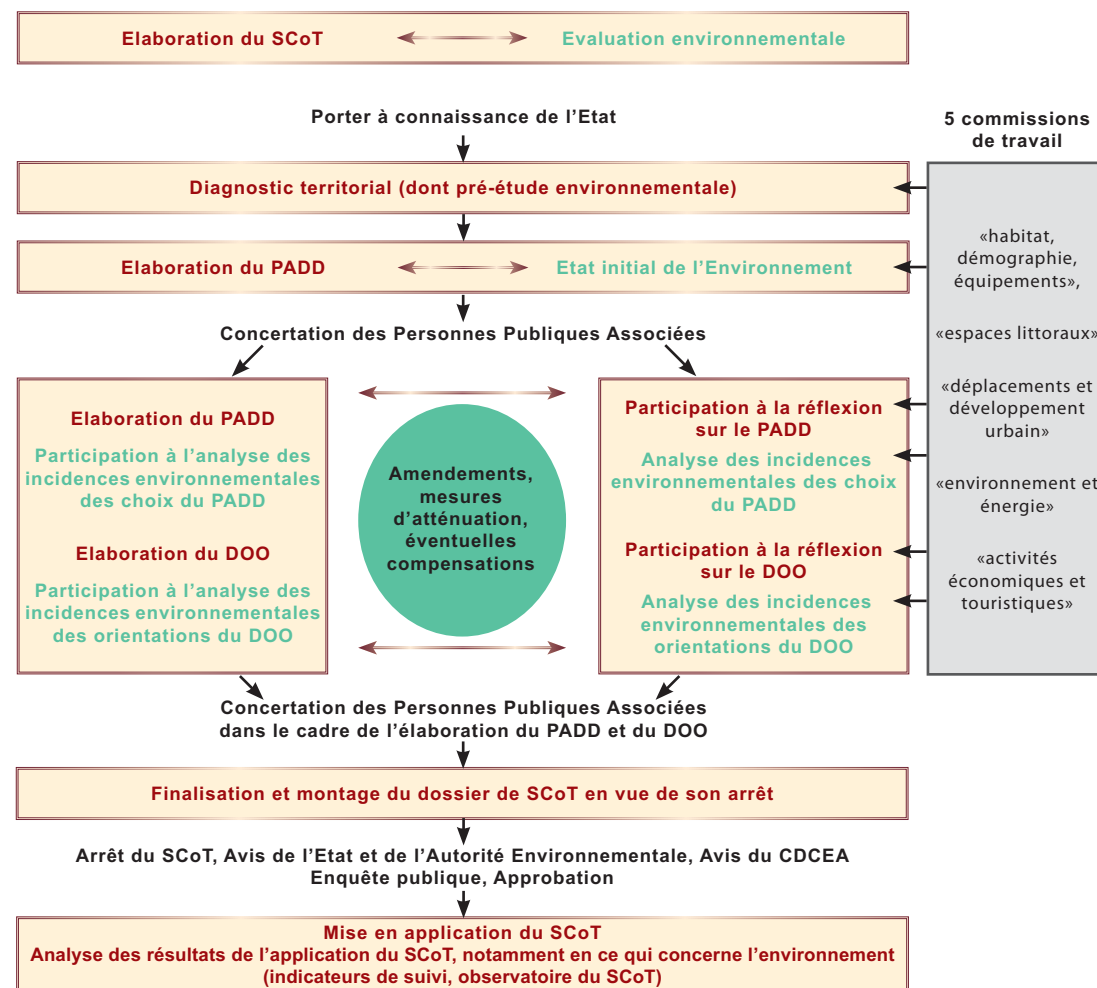 Elaboration du SCoT
Evaluation environnementale
Porter à connaissance de l'Etat
5 commissions
de travail
Diagnostic territorial (dont pré-étude environnementale)
Elaboration du PADD
Etat initial de l'Environnement
Concertation des Personnes Publiques Associées
Elaboration du PADD
Participation à l'analyse des
incidences environnementales
des choix du PADD
Elaboration du DOO
Participation à l'analyse des
incidences environnementales
des orientations du DOO
Amendements,
mesures
d'atténuation,
éventuelles
compensations
Participation à la réflexion
sur le PADD
Analyse des incidences
environnementales des choix
du PADD
Participation à la réflexion
sur le DOO
Analyse des incidences
environnementales des
orientations du DOO
«habitat,
démographie,
équipements»,
«espaces littoraux»
«déplacements et
développement
urbain»
«environnement et
énergie»
«activités
économiques et
touristiques»
Concertation des Personnes Publiques Associées
dans le cadre de l'élaboration du PADD et du DOO
Finalisation et montage du dossier de SCoT en vue de son arrêt
Arrêt du SCoT, Avis de l'Etat et de l'Autorité Environnementale, Avis du CDCEA
Enquête publique, Approbation
Mise en application du SCoT
Analyse des résultats de l'application du SCoT, notamment en ce qui concerne l'environnement
(indicateurs de suivi, observatoire du SCoT)